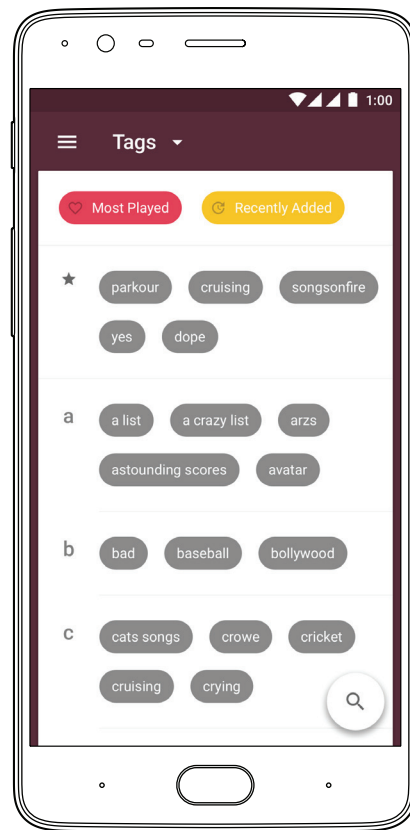 1:00
Tags
Most Played Recently Added
parkour cruising songsonfire
yes dope
a a list a crazy list arzs
astounding scores avatar
b bad baseball bollywood
c cats songs crowe cricket
cruising crying